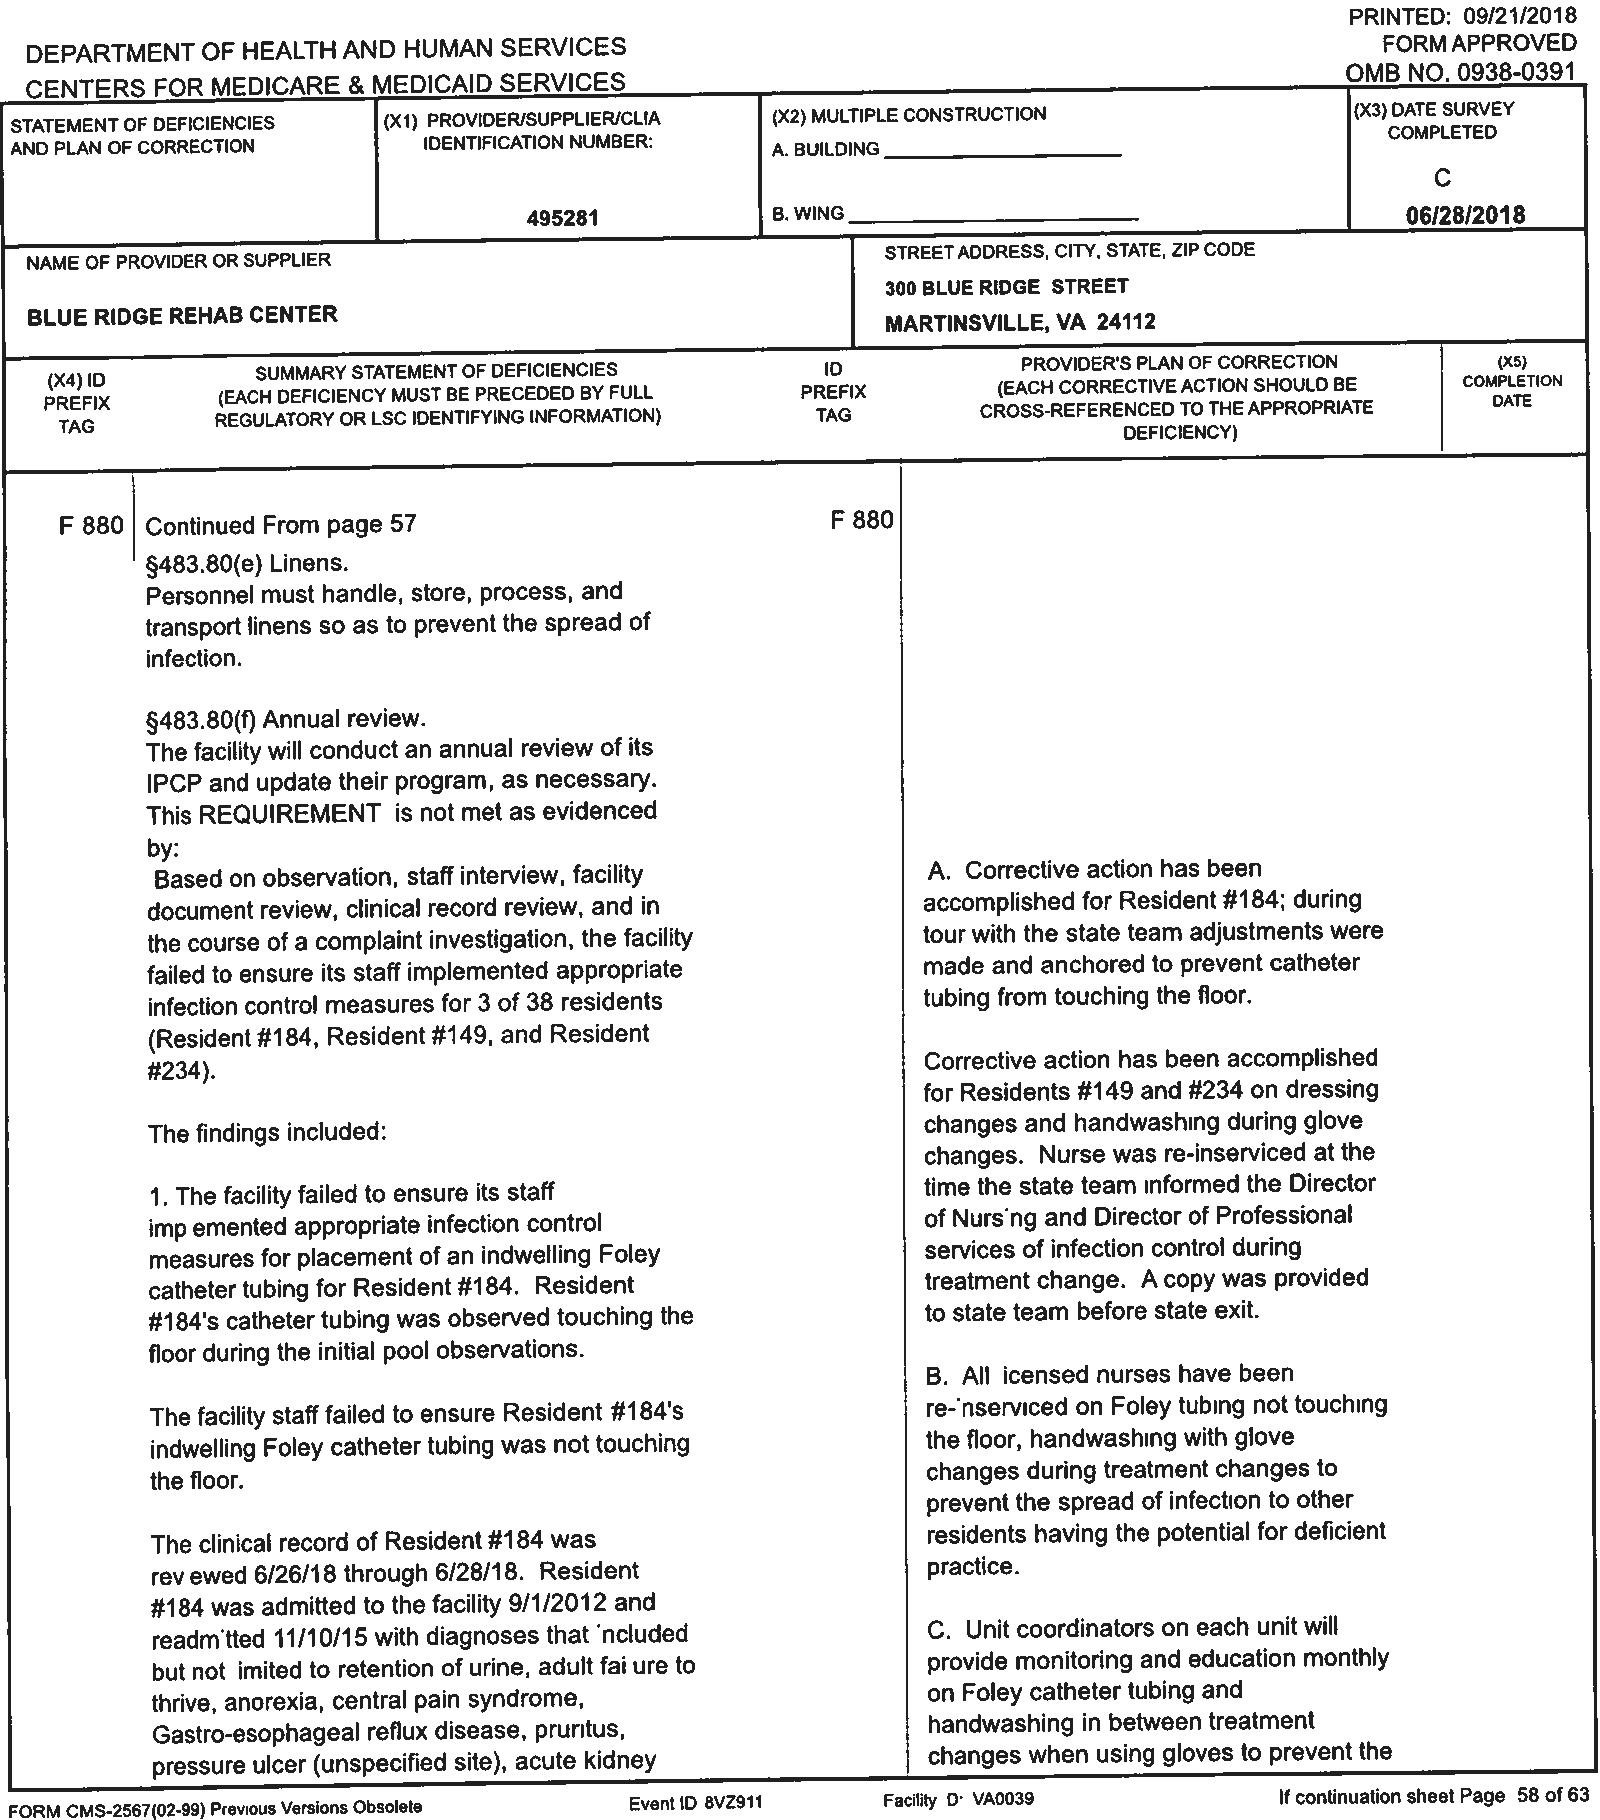 PRINTED: 09/21/2018
FORM APPROVED
OMB NO. 0938-0391
DEPARTMENT OF HEALTH AND HUMAN SERVICES
CENTERS FOR MEDICARE & MEDICAID SERVICES
STATEMENT OF DEFICIENCIES
AND PLAN OF CORRECTION
(X1) PROVIDER/SUPPLIER/CLIA
IDENTIFICATION NUMBER:
495281
(X2) MULTIPLE CONSTRUCTION
A. BUILDING
B. WING
(X3) DATE SURVEY
COMPLETED
C
06/28/2018
NAME OF PROVIDER OR SUPPLIER
BLUE RIDGE REHAB CENTER
STREET ADDRESS, CITY, STATE, ZIP CODE
300 BLUE RIDGE STREET
MARTINSVILLE, VA 24112
(X4) ID
PREFIX
TAG
SUMMARY STATEMENT OF DEFICIENCIES
(EACH DEFICIENCY MUST BE PRECEDED BY FULL
REGULATORY OR LSC IDENTIFYING INFORMATION)
ID
PREFIX
TAG
PROVIDER'S PLAN OF CORRECTION
(EACH CORRECTIVE ACTION SHOULD BE
CROSS-REFERENCED TO THE APPROPRIATE
DEFICIENCY)
(X5)
COMPLETION
DATE
F 880
Continued From page 57
§483.80(e) Linens.
Personnel must handle, store, process, and
transport linens so as to prevent the spread of
infection.
§483.80(f) Annual review.
The facility will conduct an annual review of its
IPCP and update their program, as necessary.
This REQUIREMENT is not met as evidenced
by:
Based on observation, staff interview, facility
document review, clinical record review, and in
the course of a complaint investigation, the facility
failed to ensure its staff implemented appropriate
infection control measures for 3 of 38 residents
(Resident #184, Resident #149, and Resident
#234).
The findings included:
1. The facility failed to ensure its staff
imp emented appropriate infection control
measures for placement of an indwelling Foley
catheter tubing for Resident #184. Resident
#184's catheter tubing was observed touching the
floor during the initial pool observations.
The facility staff failed to ensure Resident #184's
indwelling Foley catheter tubing was not touching
the floor.
The clinical record of Resident #184 was
rev ewed 6/26/18 through 6/28/18. Resident
#184 was admitted to the facility 9/1/2012 and
readm'tted 11/10/15 with diagnoses that 'ncluded
but not imited to retention of urine, adult fai ure to
thrive, anorexia, central pain syndrome,
Gastro-esophageal reflux disease, pruritus,
pressure ulcer (unspecified site), acute kidney
F 880
A. Corrective action has been
accomplished for Resident #184; during
tour with the state team adjustments were
made and anchored to prevent catheter
tubing from touching the floor.
Corrective action has been accomplished
for Residents #149 and #234 on dressing
changes and handwashing during glove
changes. Nurse was re-inserviced at the
time the state team informed the Director
of Nurs'ng and Director of Professional
services of infection control during
treatment change. A copy was provided
to state team before state exit.
B. All icensed nurses have been
re-'nserviced on Foley tubing not touching
the floor, handwashing with glove
changes during treatment changes to
prevent the spread of infection to other
residents having the potential for deficient
practice.
C. Unit coordinators on each unit will
provide monitoring and education monthly
on Foley catheter tubing and
handwashing in between treatment
changes when using gloves to prevent the
FORM CMS-2567(02-99) Previous Versions Obsolete
Event ID 8VZ911
Facility D· VA0039
If continuation sheet Page 58 of 63